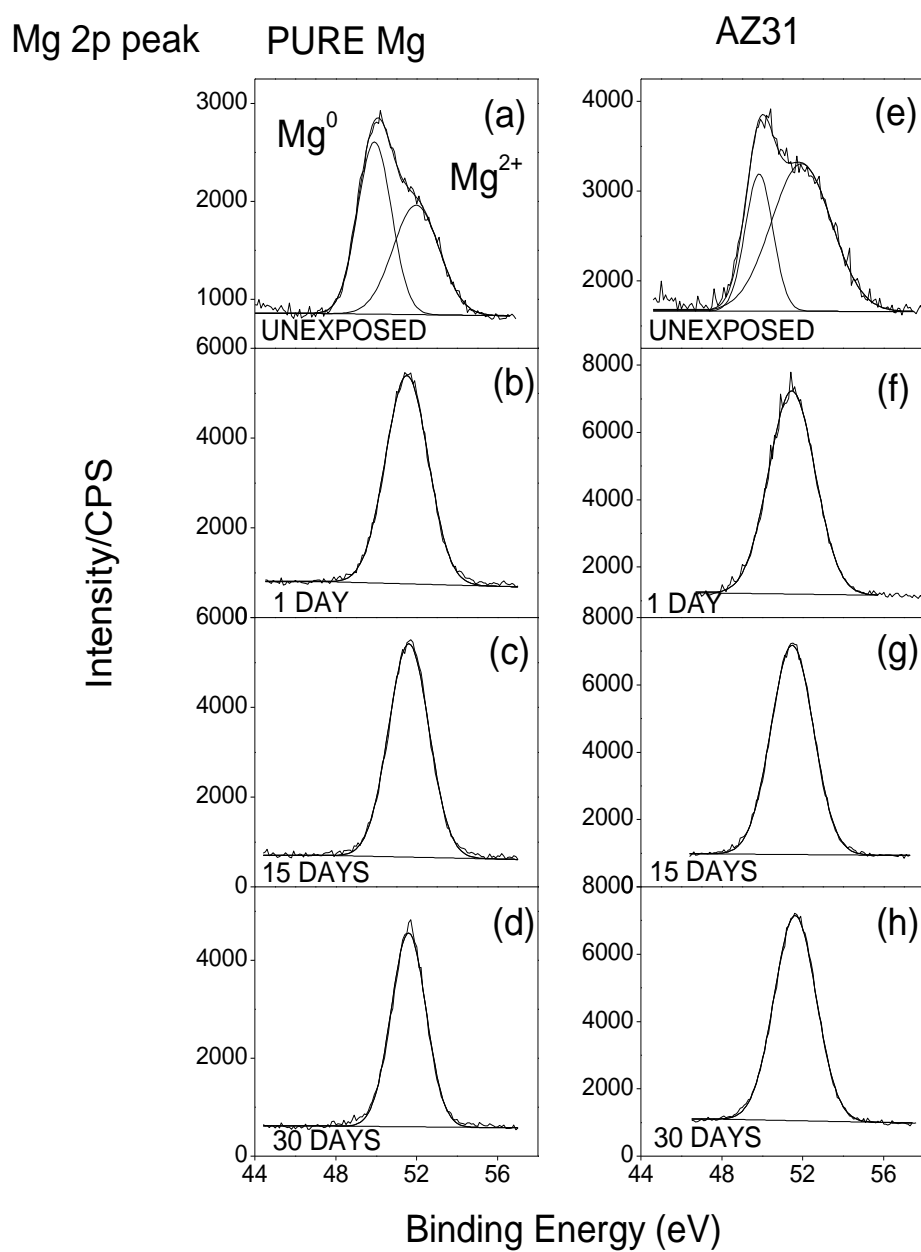 Mg 2p peak
PURE Mg
AZ31
Intensity/CPS
3000
2000
1000
Mg⁰
Mg²⁺
(a)
UNEXPOSED
6000
4000
2000
0
(b)
1 DAY
6000
4000
2000
0
(c)
15 DAYS
4000
2000
0
(d)
30 DAYS
44
48
52
56
4000
3000
2000
(e)
UNEXPOSED
8000
6000
4000
2000
0
(f)
1 DAY
8000
6000
4000
2000
0
(g)
15 DAYS
8000
6000
4000
2000
0
(h)
30 DAYS
44
48
52
56
Binding Energy (eV)